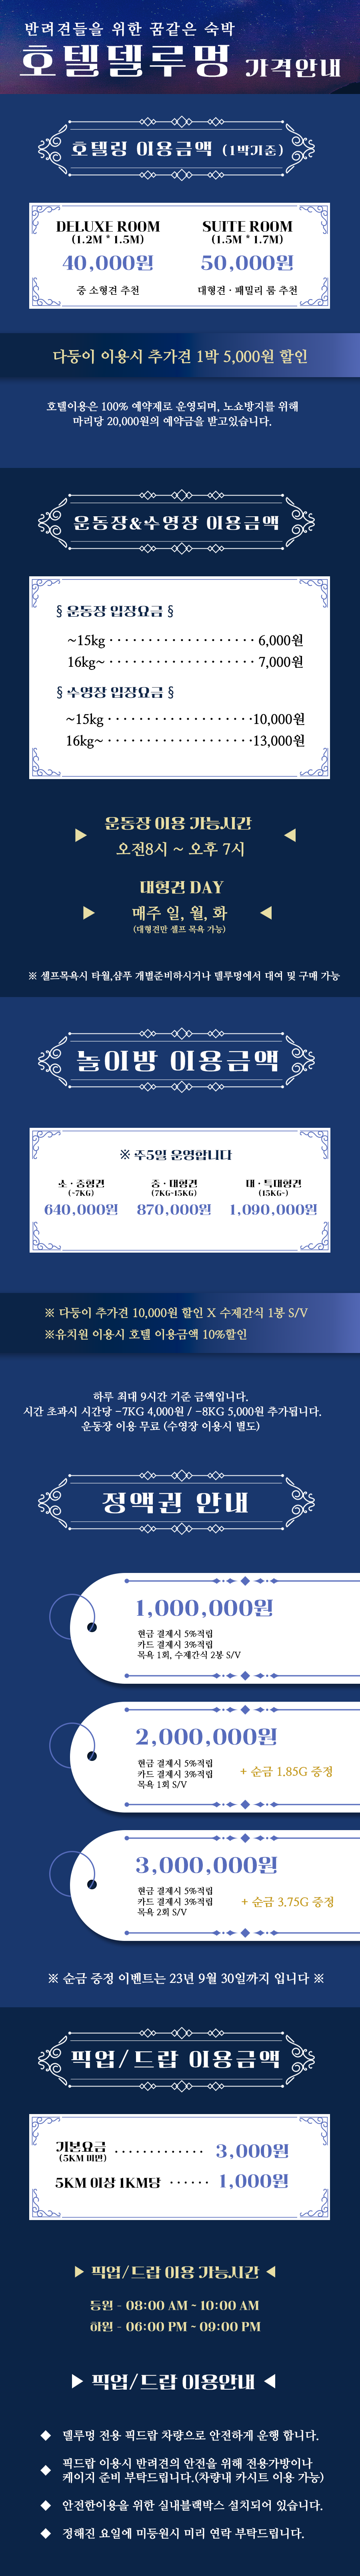 반려견들을 위한 꿈같은 숙박
호텔델루멍 가격안내
호텔링 이용금액 (1박기준)
DELUXE ROOM
(1.2M * 1.5M)
40,000원
중 소형견 추천
SUITE ROOM
(1.5M * 1.7M)
50,000원
대형견 · 패밀리 룸 추천
다둥이 이용시 추가견 1박 5,000원 할인
호텔이용은 100% 예약제로 운영되며, 노쇼방지를 위해
마리당 20,000원의 예약금을 받고있습니다.
운동장&수영장 이용금액
§ 운동장 입장요금 §
~15kg · · · · · · · · · · · · · · · · · · · 6,000원
16kg~ · · · · · · · · · · · · · · · · · · · 7,000원
§ 수영장 입장요금 §
~15kg · · · · · · · · · · · · · · · · · · ·10,000원
16kg~ · · · · · · · · · · · · · · · · · · ·13,000원
▶ 운동장 이용 가능시간 ◀
오전8시 ~ 오후 7시
대형견 DAY
▶ 매주 일, 월, 화 ◀
(대형견만 셀프 목욕 가능)
※ 셀프목욕시 타월,샴푸 개별준비하시거나 델루멍에서 대여 및 구매 가능
놀이방 이용금액
※ 주5일 운영합니다
소 · 중형견
(~7KG)
640,000원
중 · 대형견
(7KG~15KG)
870,000원
대 · 특대형견
(15KG~)
1,090,000원
※ 다둥이 추가견 10,000원 할인 X 수제간식 1봉 S/V
※유치원 이용시 호텔 이용금액 10%할인
하루 최대 9시간 기준 금액입니다.
시간 초과시 시간당 -7KG 4,000원 / -8KG 5,000원 추가됩니다.
운동장 이용 무료 (수영장 이용시 별도)
정액권 안내
1,000,000원
현금 결제시 5%적립
카드 결제시 3%적립
목욕 1회, 수제간식 2봉 S/V
2,000,000원
현금 결제시 5%적립
카드 결제시 3%적립
목욕 1회 S/V
+ 순금 1.85G 증정
3,000,000원
현금 결제시 5%적립
카드 결제시 3%적립
목욕 2회 S/V
+ 순금 3.75G 증정
※ 순금 증정 이벤트는 23년 9월 30일까지 입니다 ※
픽업/드랍 이용금액
기본요금
(5KM 미만)
· · · · · · · · · · · · · 3,000원
5KM 이상 1KM당 · · · · · · 1,000원
▶ 픽업/드랍 이용 가능시간 ◀
등원 - 08:00 AM ~ 10:00 AM
하원 - 06:00 PM ~ 09:00 PM
▶ 픽업/드랍 이용안내 ◀
◆ 델루멍 전용 픽드랍 차량으로 안전하게 운행 합니다.
◆ 픽드랍 이용시 반려견의 안전을 위해 전용가방이나
케이지 준비 부탁드립니다.(차량내 카시트 이용 가능)
◆ 안전한이용을 위한 실내블랙박스 설치되어 있습니다.
◆ 정해진 요일에 미등원시 미리 연락 부탁드립니다.